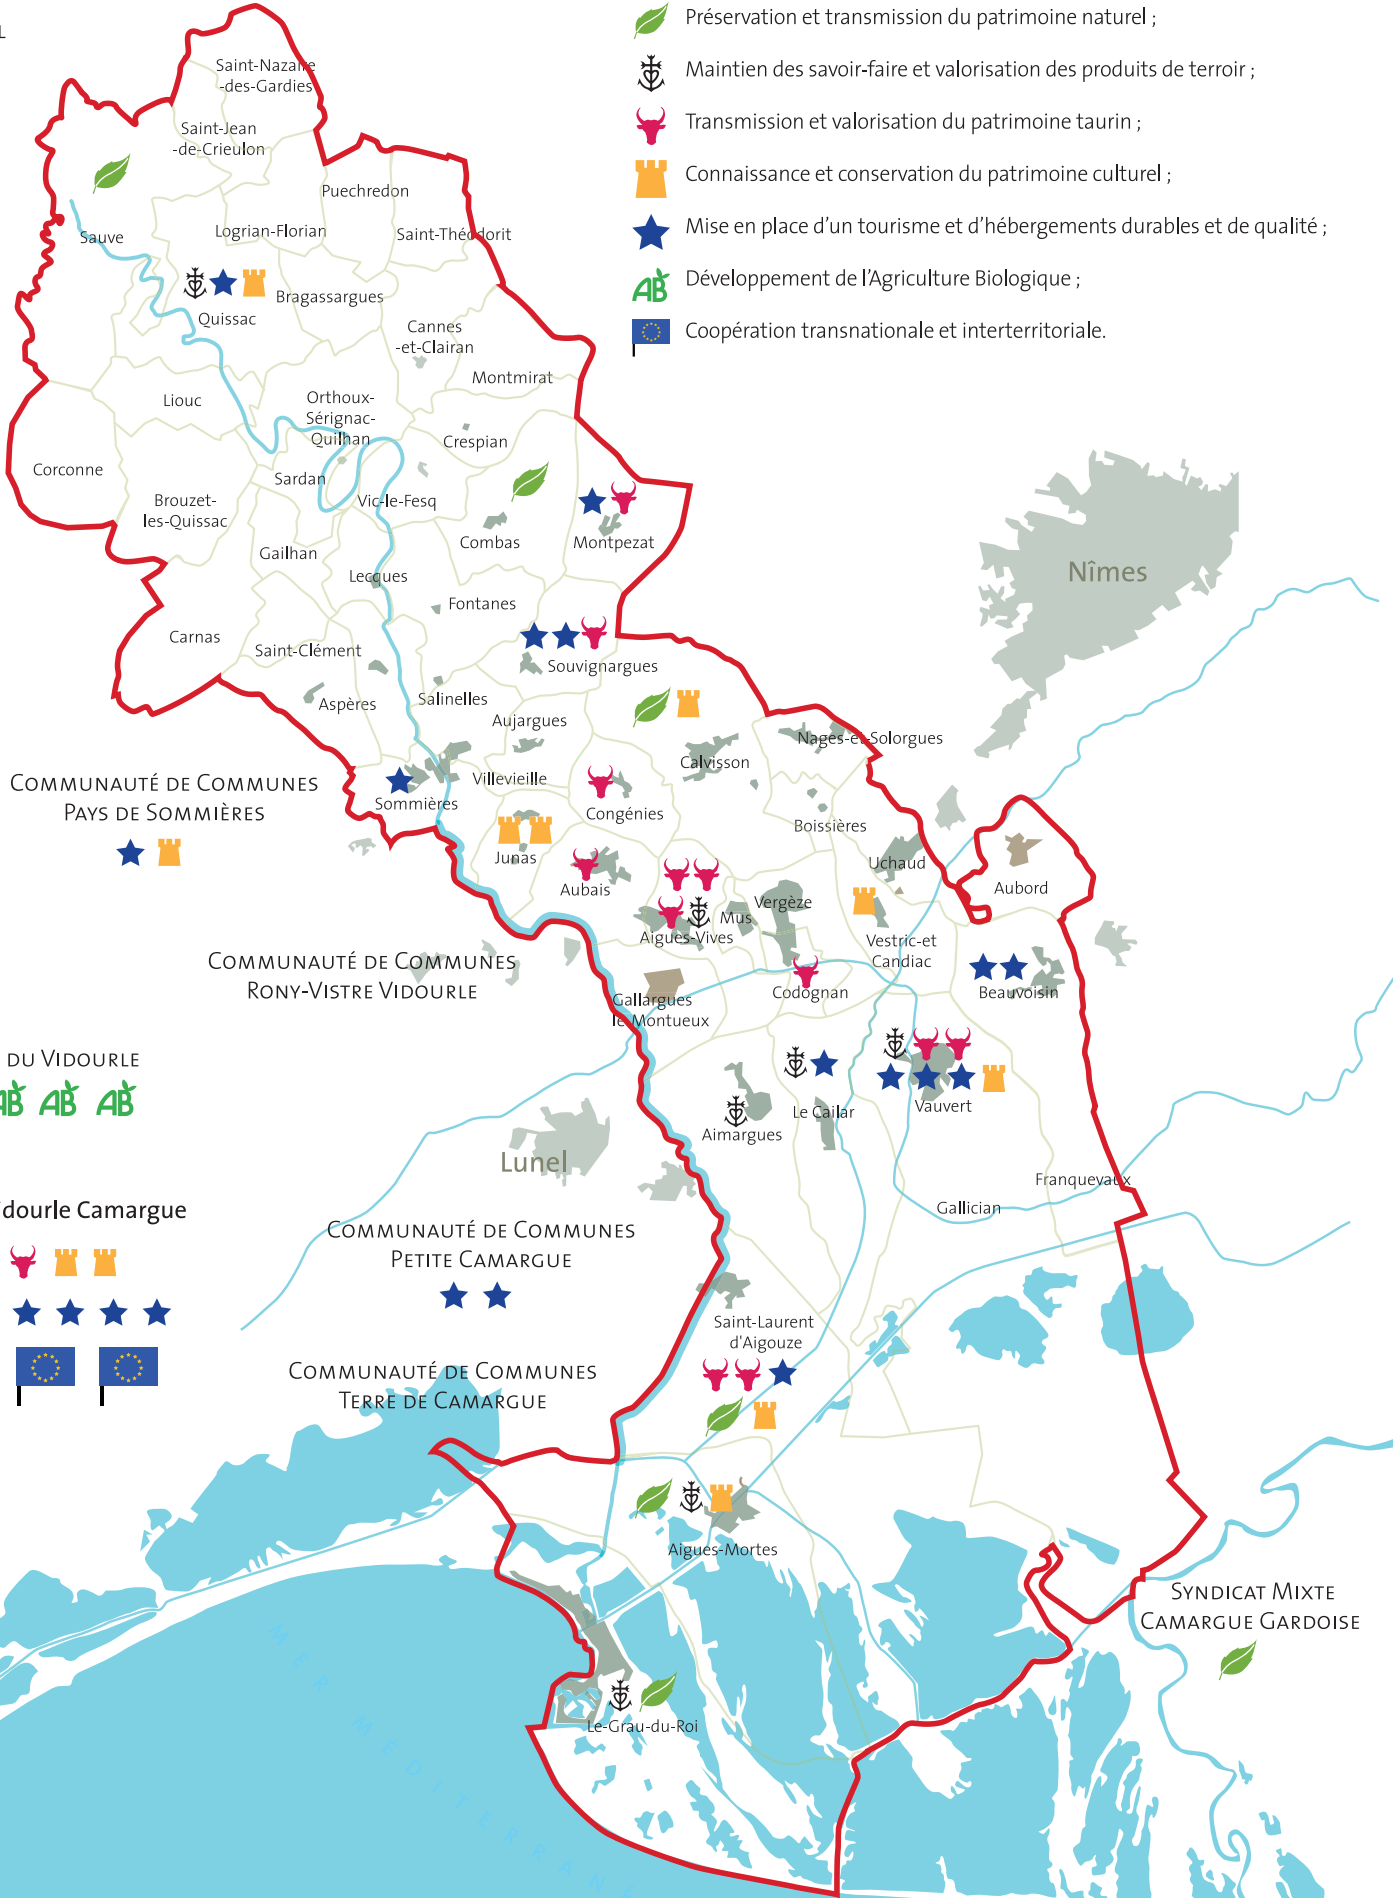 Préservation et transmission du patrimoine naturel ;
Maintien des savoir-faire et valorisation des produits de terroir ;
Transmission et valorisation du patrimoine taurin ;
Connaissance et conservation du patrimoine culturel ;
Mise en place d'un tourisme et d'hébergements durables et de qualité ;
AB Développement de l'Agriculture Biologique ;
Coopération transnationale et interterritoriale.
Saint-Nazaire
-des-Gardies
Saint-Jean
-de-Crieulon
Puechredon
Sauve
Logrian-Florian
Saint-Théodorit
Quissac
Bragassargues
Cannes
-et-Clairan
Montmirat
Liouc
Orthoux-
Sérignac-
Quilhan
Crespian
Corconne
Sardan
Brouzet-
les-Quissac
Vic-le-Fesq
Combas
Montpezat
Gailhan
Lecques
Fontanes
Nîmes
Carnas
Saint-Clément
Souvignargues
Aspères
Salinelles
Aujargues
Nages-et-Solorgues
Calvisson
Villevieille
Sommières
Congénies
Boissières
COMMUNAUTÉ DE COMMUNES
PAYS DE SOMMIÈRES
Junas
Aubais
Uchaud
Aubord
Vergèze
Mus
Aigues-Vives
Vestric-et
Candiac
COMMUNAUTÉ DE COMMUNES
RONY-VISTRE VIDOURLE
Codognan
Beauvoisin
Gallargues
le Montueux
DU VIDOURLE
AB AB AB
Le Cailar
Vauvert
Aimargues
Lunel
Franquevaux
Gallician
idourle Camargue
COMMUNAUTÉ DE COMMUNES
PETITE CAMARGUE
Saint-Laurent
d'Aigouze
COMMUNAUTÉ DE COMMUNES
TERRE DE CAMARGUE
Aigues-Mortes
SYNDICAT MIXTE
CAMARGUE GARDOISE
Le-Grau-du-Roi
MER MEDITERRANE